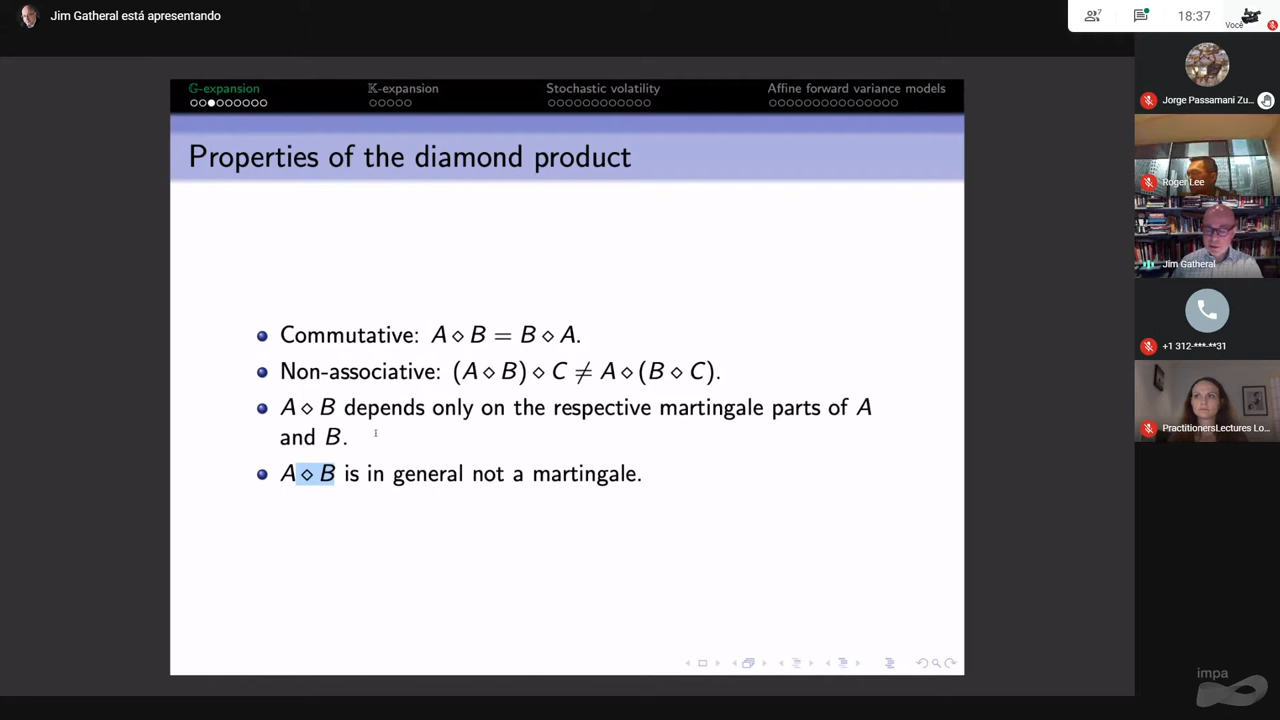 Jim Gatheral está apresentando
7
18:37
Você
G-expansion
𝕂-expansion
Stochastic volatility
Affine forward variance models
Properties of the diamond product
Commutative: A ⋄ B = B ⋄ A.
Non-associative: (A ⋄ B) ⋄ C ≠ A ⋄ (B ⋄ C).
A ⋄ B depends only on the respective martingale parts of A
and B.
A ⋄ B is in general not a martingale.
Jorge Passamani Zu...
Roger Lee
Jim Gatheral
+1 312-***-**31
PractitionersLectures Lo...
impa